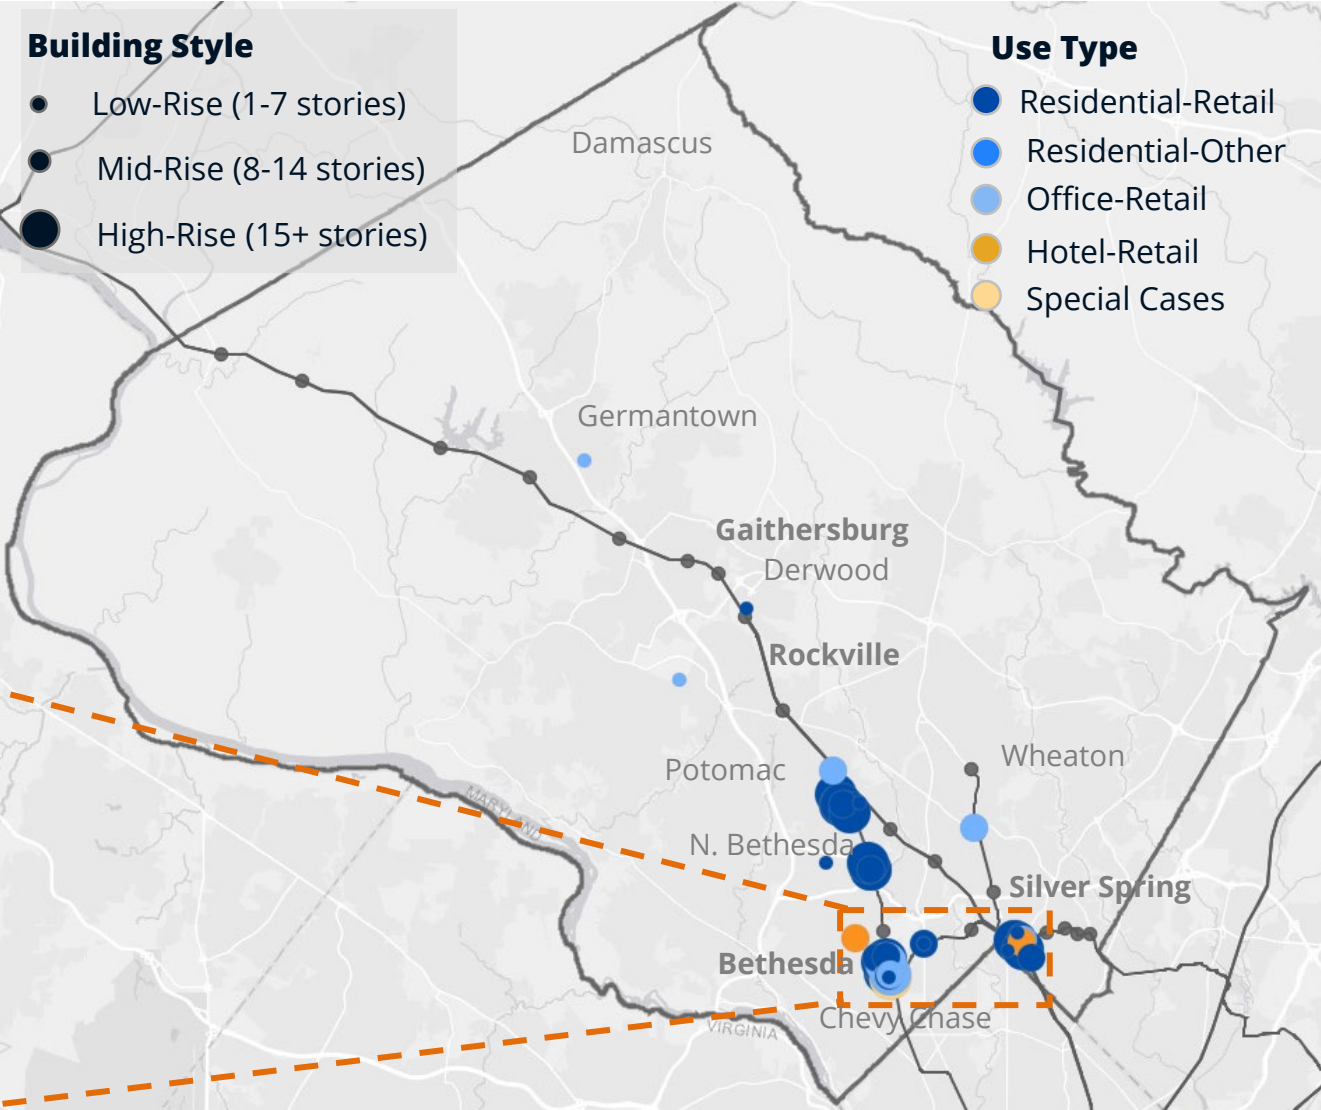 Building Style
Low-Rise (1-7 stories)
Mid-Rise (8-14 stories)
High-Rise (15+ stories)
Use Type
Residential-Retail
Residential-Other
Office-Retail
Hotel-Retail
Special Cases
Damascus
Germantown
Gaithersburg
Derwood
Rockville
Potomac
Wheaton
MARYLAND
N. Bethesda
Silver Spring
Bethesda
Chevy Chase
VIRGINIA